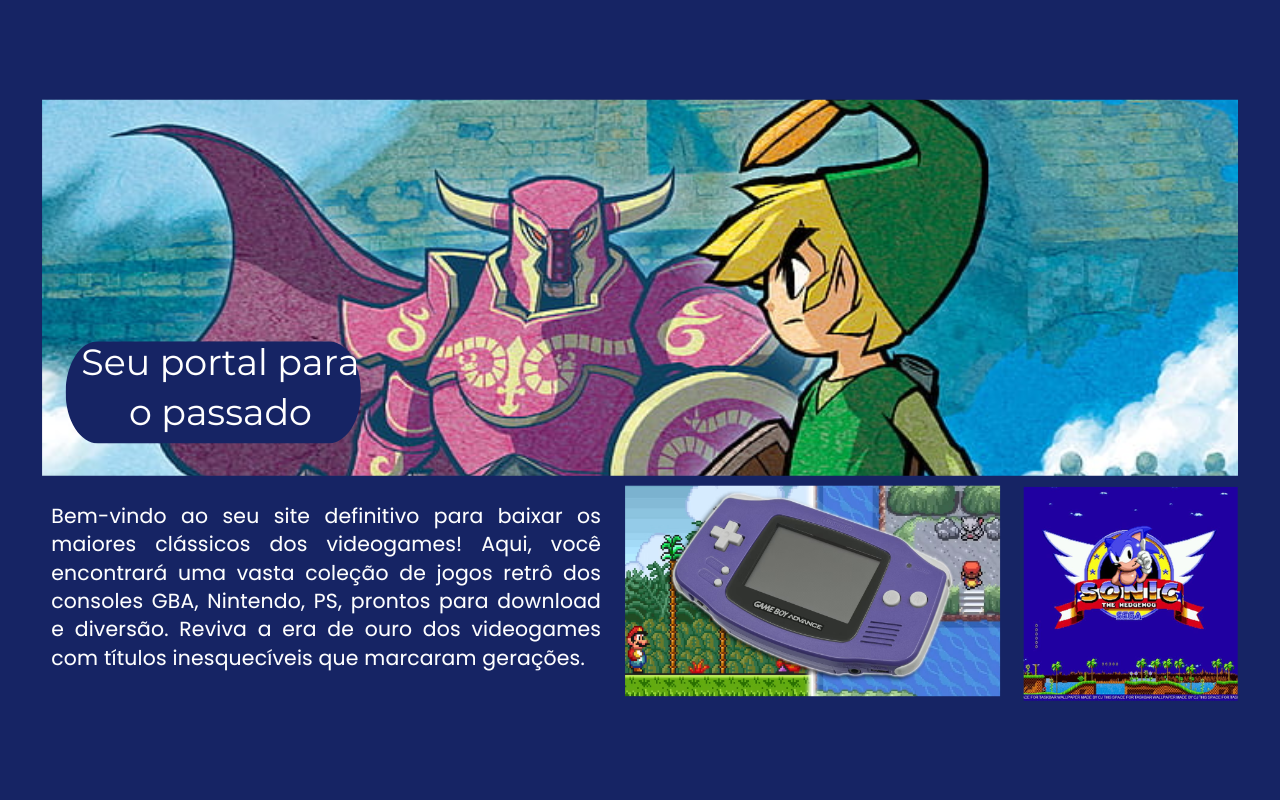 Seu portal para
o passado
Bem-vindo ao seu site definitivo para baixar os
maiores clássicos dos videogames! Aqui, você
encontrará uma vasta coleção de jogos retrô dos
consoles GBA, Nintendo, PS, prontos para download
e diversão. Reviva a era de ouro dos videogames
com títulos inesquecíveis que marcaram gerações.
GAME BOY ADVANCE
SONIC
THE HEDGEHOG
SEGA